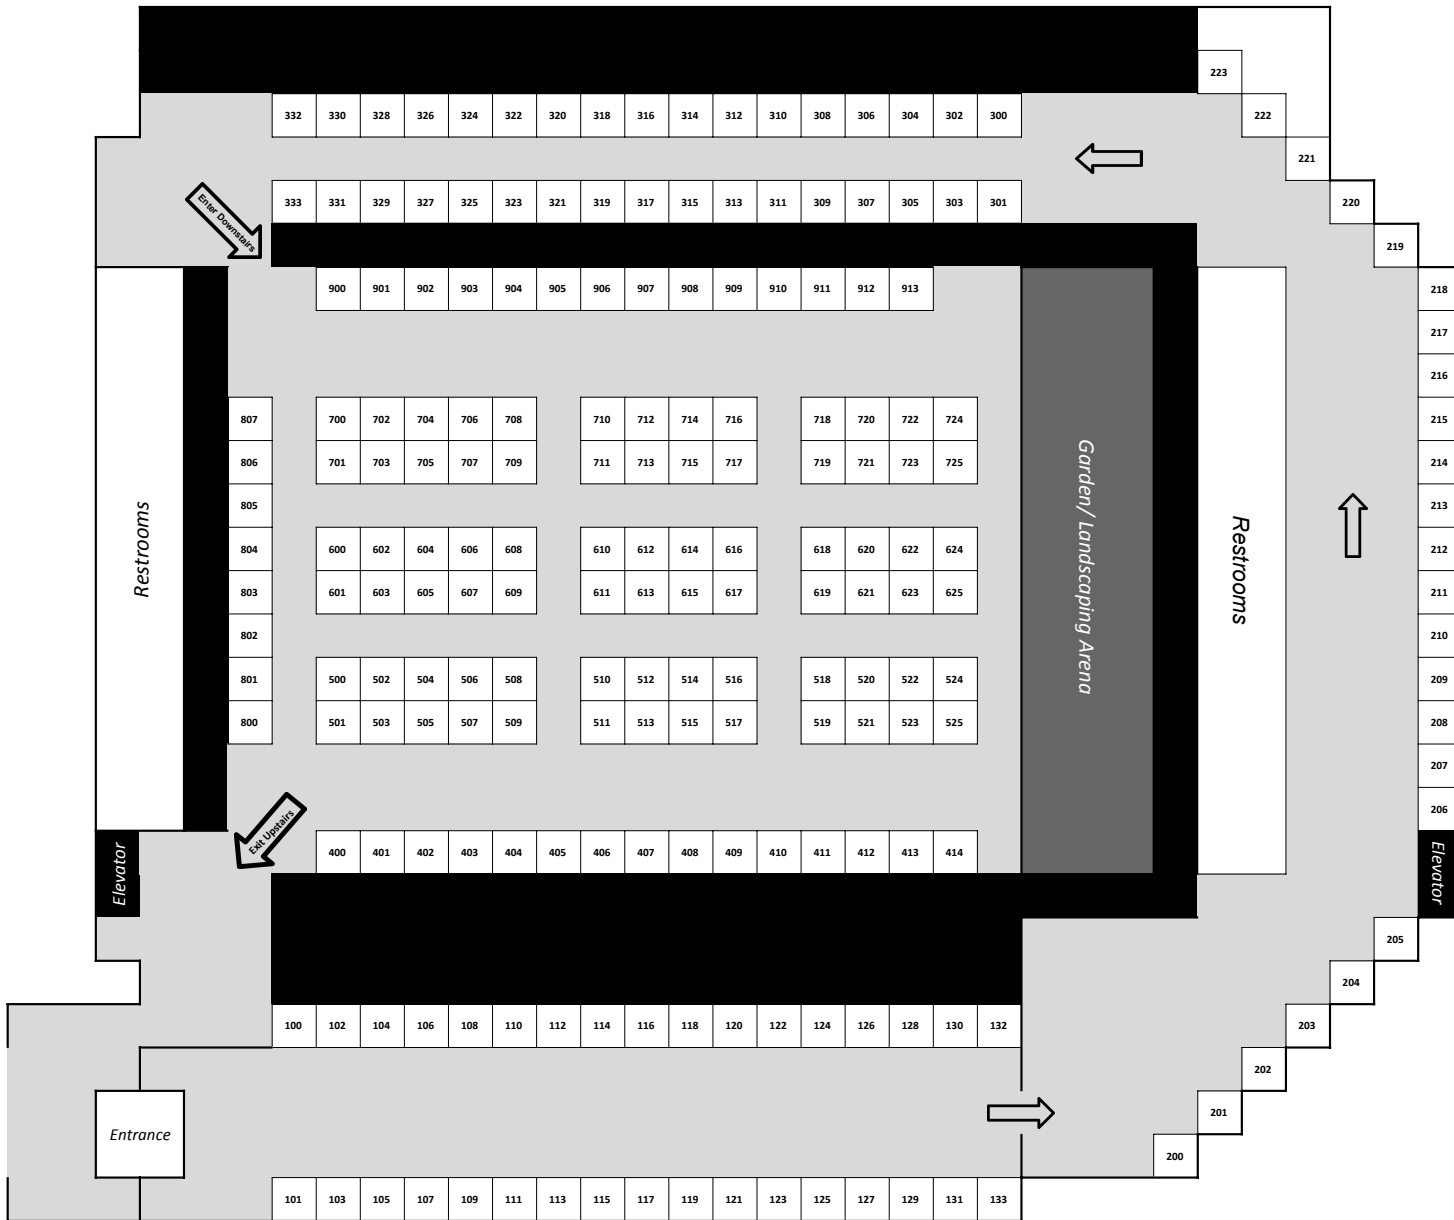 223
332 330 328 326 324 322 320 318 316 314 312 310 308 306 304 302 300
222
221
333 331 329 327 325 323 321 319 317 315 313 311 309 307 305 303 301
220
Enter Downstairs
219
900 901 902 903 904 905 906 907 908 909 910 911 912 913
218
217
216
807 700 702 704 706 708 710 712 714 716 718 720 722 724
215
806 701 703 705 707 709 711 713 715 717 719 721 723 725
214
805
213
Restrooms
Garden/ Landscaping Arena
Restrooms
804 600 602 604 606 608 610 612 614 616 618 620 622 624
212
803 601 603 605 607 609 611 613 615 617 619 621 623 625
211
802
210
801 500 502 504 506 508 510 512 514 516 518 520 522 524
209
800 501 503 505 507 509 511 513 515 517 519 521 523 525
208
207
206
Exit Upstairs
Elevator
400 401 402 403 404 405 406 407 408 409 410 411 412 413 414
Elevator
205
204
100 102 104 106 108 110 112 114 116 118 120 122 124 126 128 130 132
203
202
201
Entrance
200
101 103 105 107 109 111 113 115 117 119 121 123 125 127 129 131 133